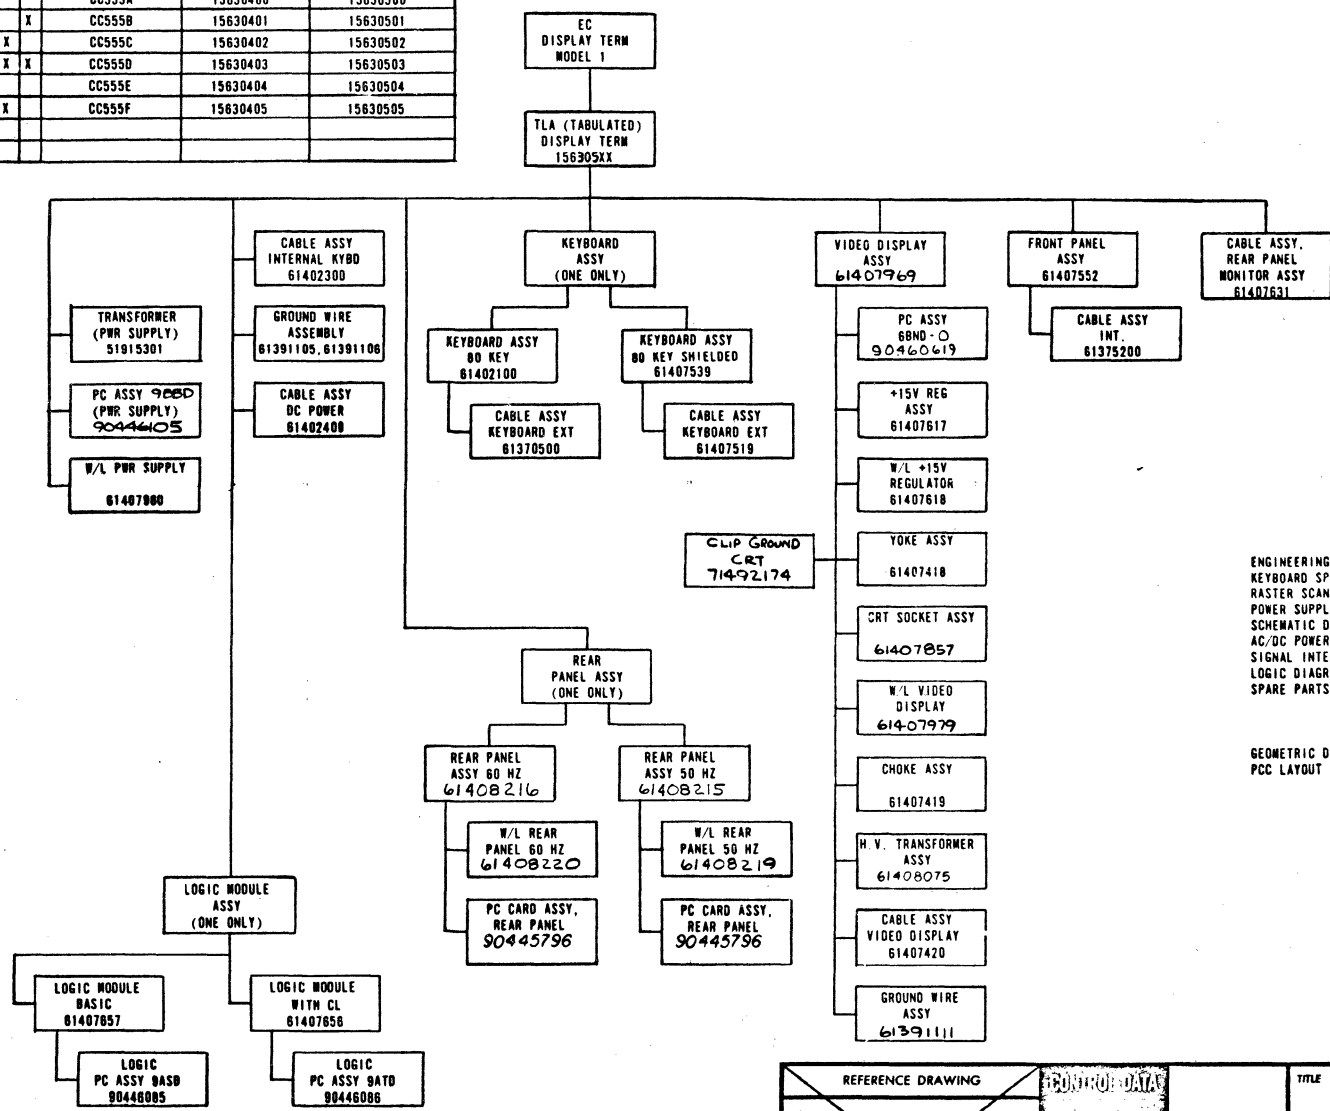 X CC555B 15630401 15630501
X CC555C 15630402 15630502
X X CC555D 15630403 15630503
CC555E 15630404 15630504
X CC555F 15630405 15630505
EC
DISPLAY TERM
MODEL 1
TLA (TABULATED)
DISPLAY TERM
156305XX
TRANSFORMER
(PWR SUPPLY)
51915301
PC ASSY 9BBD
(PWR SUPPLY)
90446105
W/L PWR SUPPLY
61407980
CABLE ASSY
INTERNAL KYBD
61402300
GROUND WIRE
ASSEMBLY
61391105,61391106
CABLE ASSY
DC POWER
61402400
KEYBOARD
ASSY
(ONE ONLY)
KEYBOARD ASSY
80 KEY
61402100
CABLE ASSY
KEYBOARD EXT
61370500
KEYBOARD ASSY
80 KEY SHIELDED
61407539
CABLE ASSY
KEYBOARD EXT
61407519
VIDEO DISPLAY
ASSY
61407969
PC ASSY
6BND-0
90460619
+15V REG
ASSY
61407617
W/L +15V
REGULATOR
61407618
CLIP GROUND
CRT
71492174
YOKE ASSY
61407418
CRT SOCKET ASSY
61407857
W/L VIDEO
DISPLAY
61407979
CHOKE ASSY
61407419
H.V. TRANSFORMER
ASSY
61408075
CABLE ASSY
VIDEO DISPLAY
61407420
GROUND WIRE
ASSY
61391111
FRONT PANEL
ASSY
61407552
CABLE ASSY
INT.
61375200
CABLE ASSY,
REAR PANEL
MONITOR ASSY
61407631
REAR
PANEL ASSY
(ONE ONLY)
REAR PANEL
ASSY 60 HZ
61408216
W/L REAR
PANEL 60 HZ
61408220
PC CARD ASSY,
REAR PANEL
90445796
REAR PANEL
ASSY 50 HZ
61408215
W/L REAR
PANEL 50 HZ
61408219
PC CARD ASSY,
REAR PANEL
90445796
LOGIC MODULE
ASSY
(ONE ONLY)
LOGIC MODULE
BASIC
61407657
LOGIC
PC ASSY 9ASD
90446085
LOGIC MODULE
WITH CL
61407656
LOGIC
PC ASSY 9ATD
90446086
ENGINEERING
KEYBOARD SP
RASTER SCAN
POWER SUPPL
SCHEMATIC D
AC/DC POWER
SIGNAL INTE
LOGIC DIAGR
SPARE PARTS
GEOMETRIC D
PCC LAYOUT
REFERENCE DRAWING
CONTROL DATA
TITLE